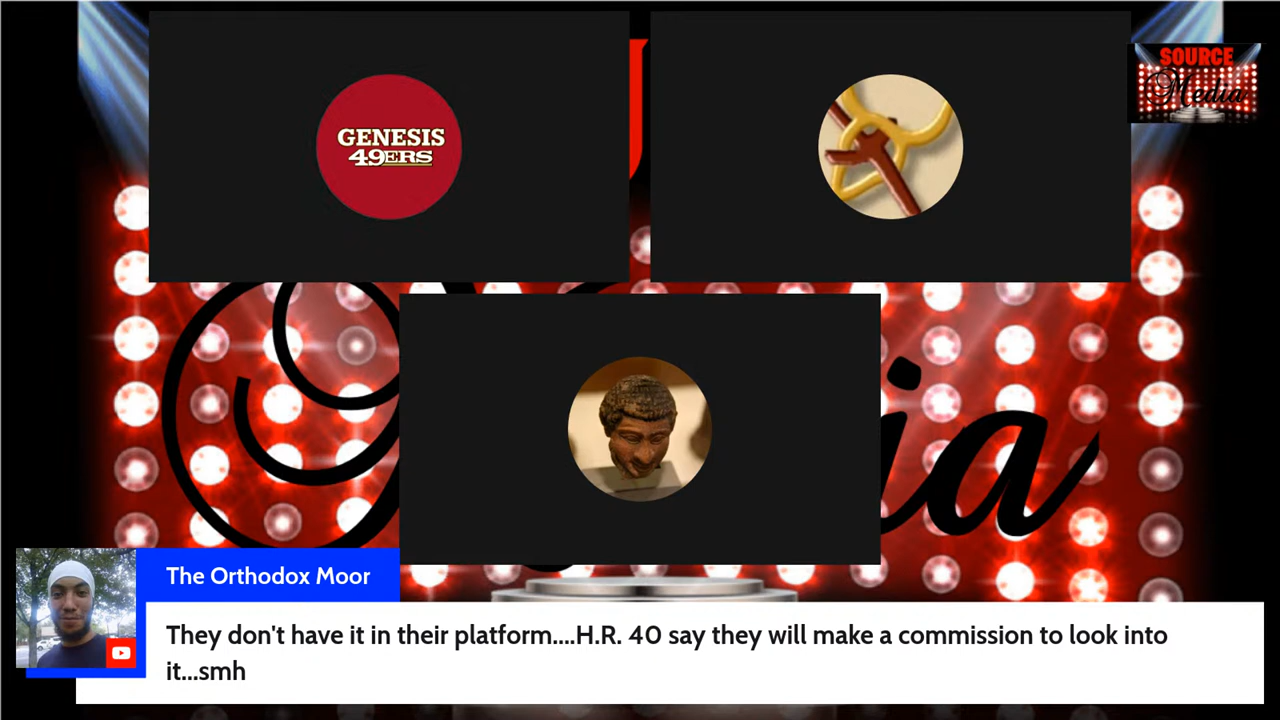 GENESIS
49ERS
SOURCE
Media
The Orthodox Moor
They don't have it in their platform....H.R. 40 say they will make a commission to look into
it...smh